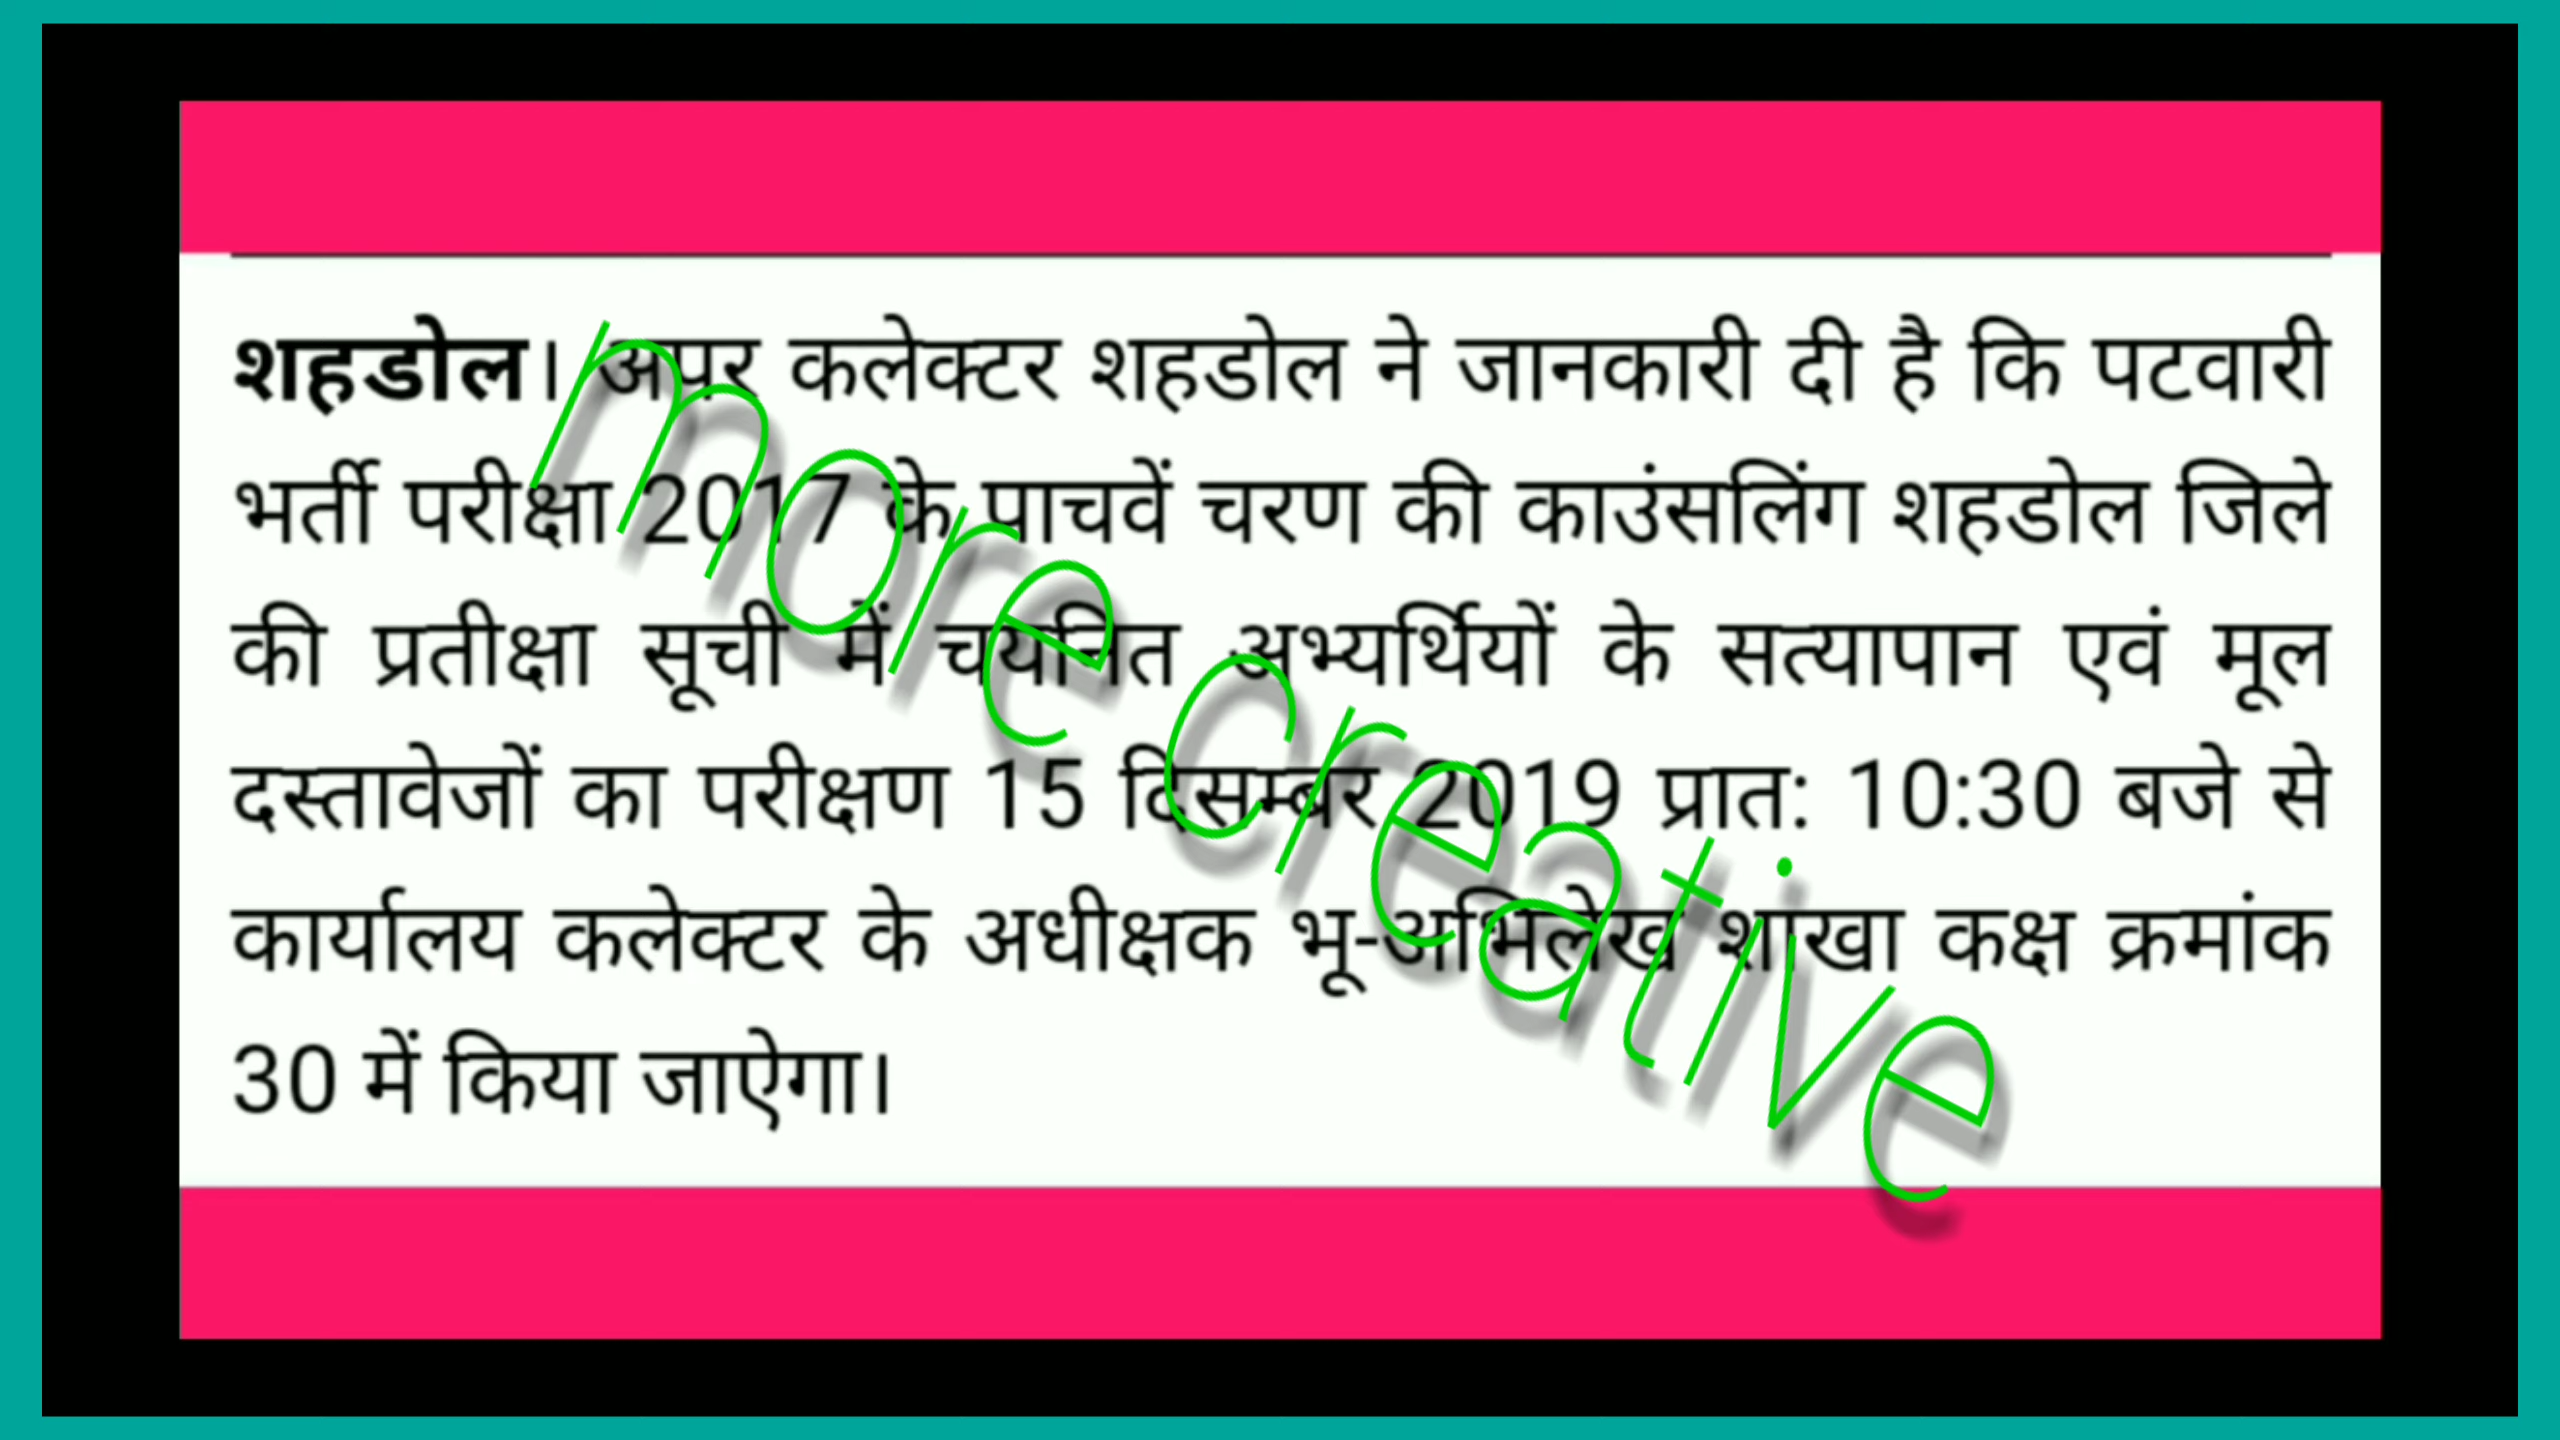 शहडोल। अपर कलेक्टर शहडोल ने जानकारी दी है कि पटवारी
भर्ती परीक्षा 2017 के पाचवें चरण की काउंसलिंग शहडोल जिले
की प्रतीक्षा सूची में चयनित अभ्यर्थियों के सत्यापान एवं मूल
दस्तावेजों का परीक्षण 15 दिसम्बर 2019 प्रात: 10:30 बजे से
कार्यालय कलेक्टर के अधीक्षक भू-अभिलेख शाखा कक्ष क्रमांक
30 में किया जाऐगा।
more creative